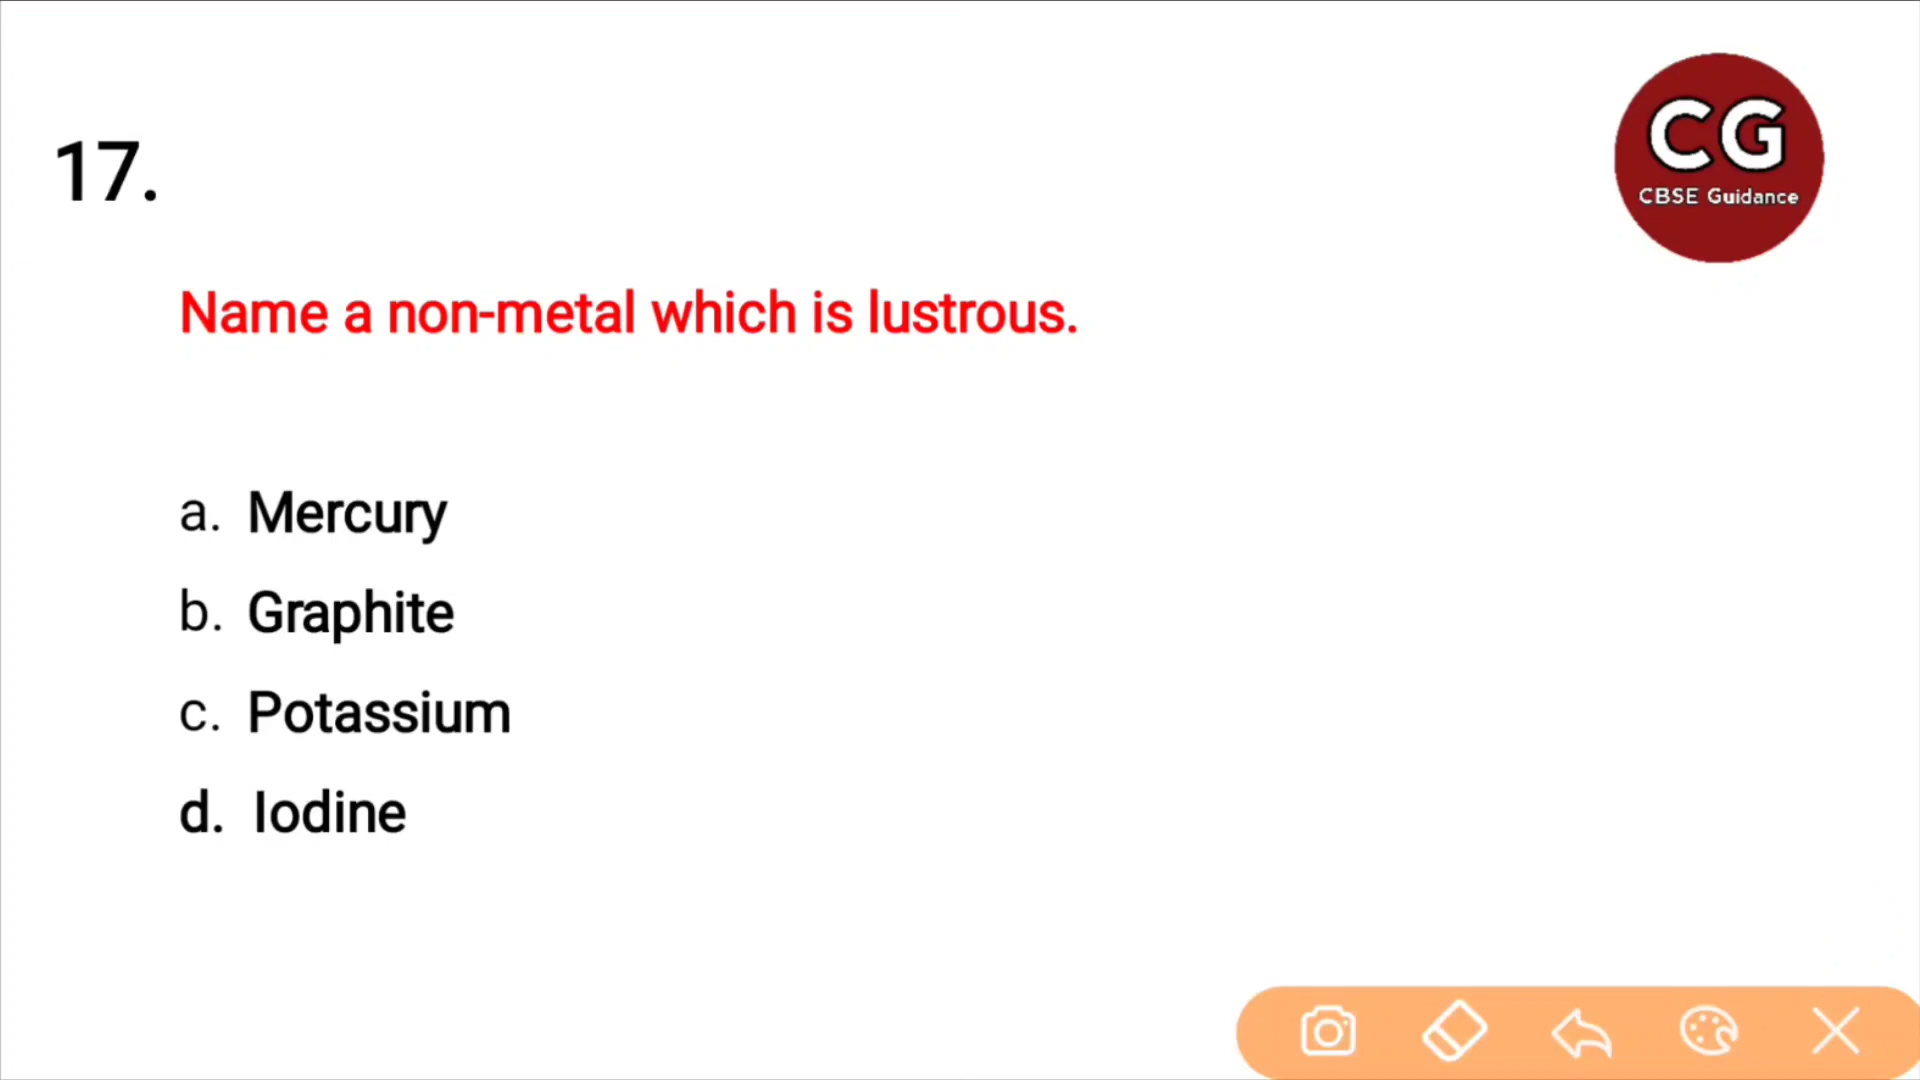 CG
CBSE Guidance
17.
Name a non-metal which is lustrous.
a. Mercury
b. Graphite
c. Potassium
d. Iodine